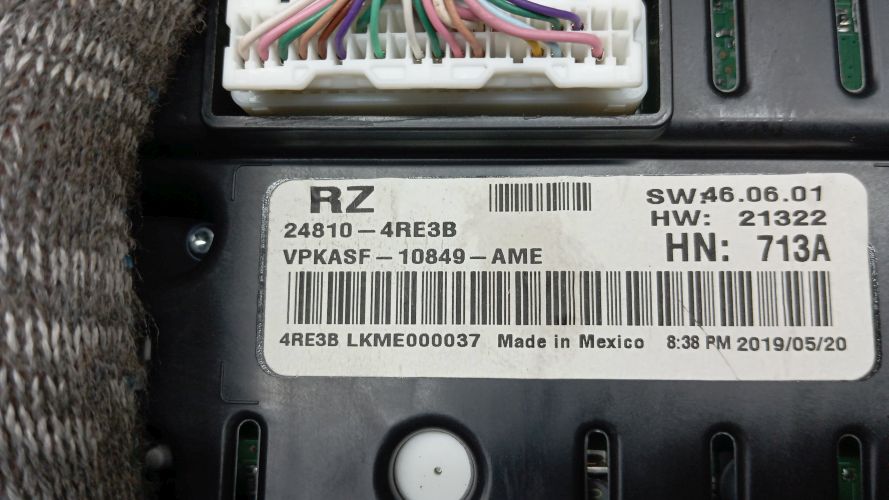 RZ
SW: 46.06.01
24810-4RE3B
HW: 21322
VPKASF-10849-AME
HN: 713A
4RE3B LKME000037 Made in Mexico 8:38 PM 2019/05/20